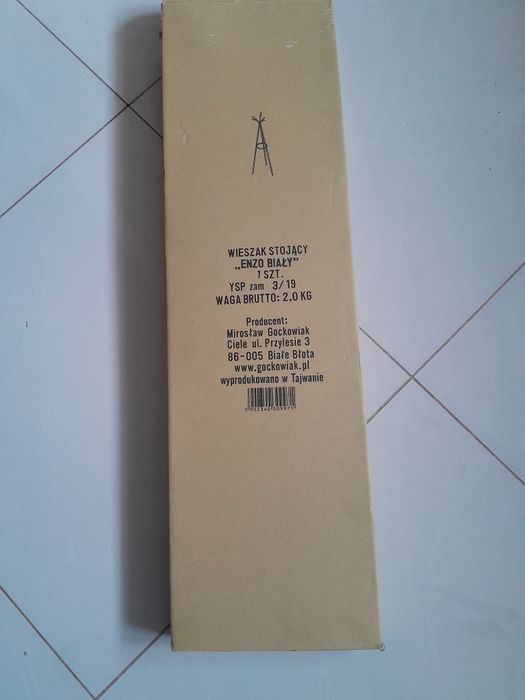 WIESZAK STOJĄCY
„ENZO BIAŁY”
1 SZT.
YSP zam 3/19
WAGA BRUTTO: 2,0 KG
Producent:
Mirosław Gockowiak
Ciele ul. Przylesie 3
86-005 Białe Błota
www.gockowiak.pl
wyprodukowano w Tajwanie
5902340309975